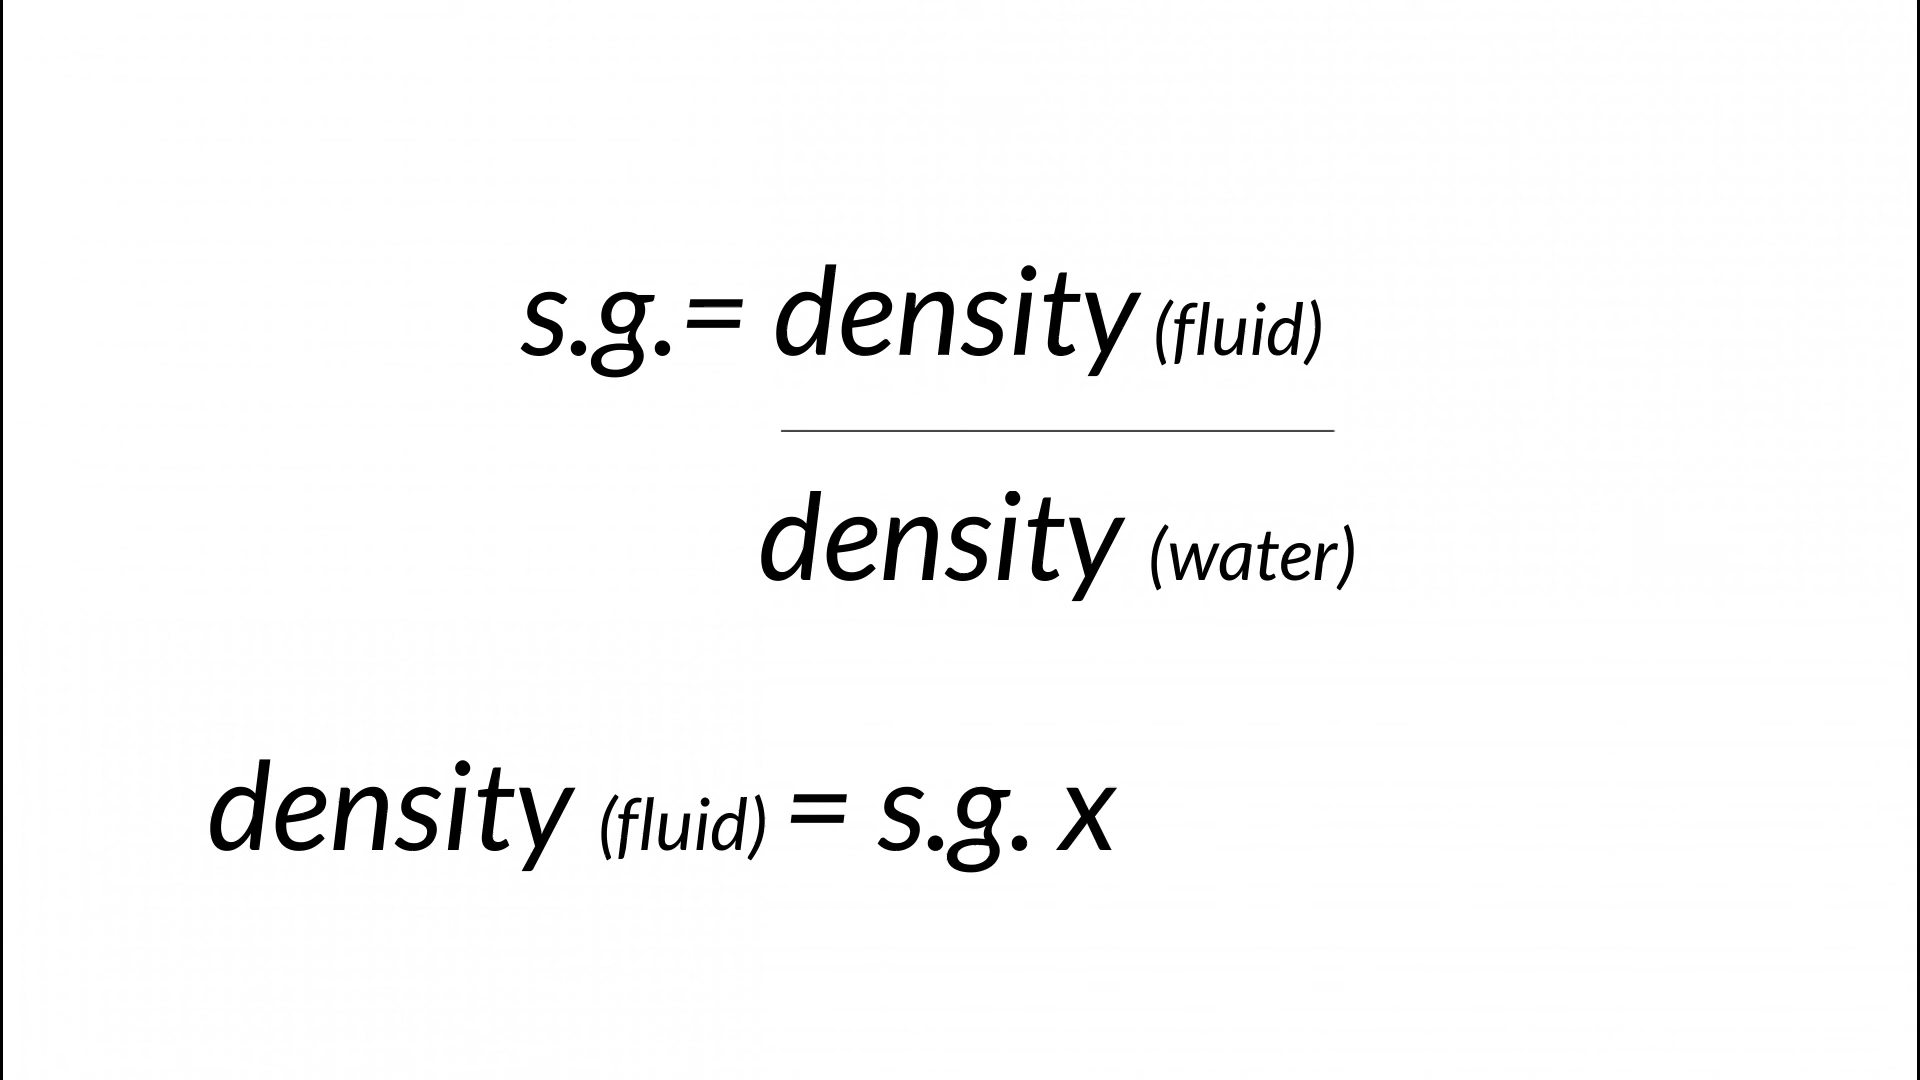 s.g.= density (fluid)
density (water)
density (fluid) = s.g. x